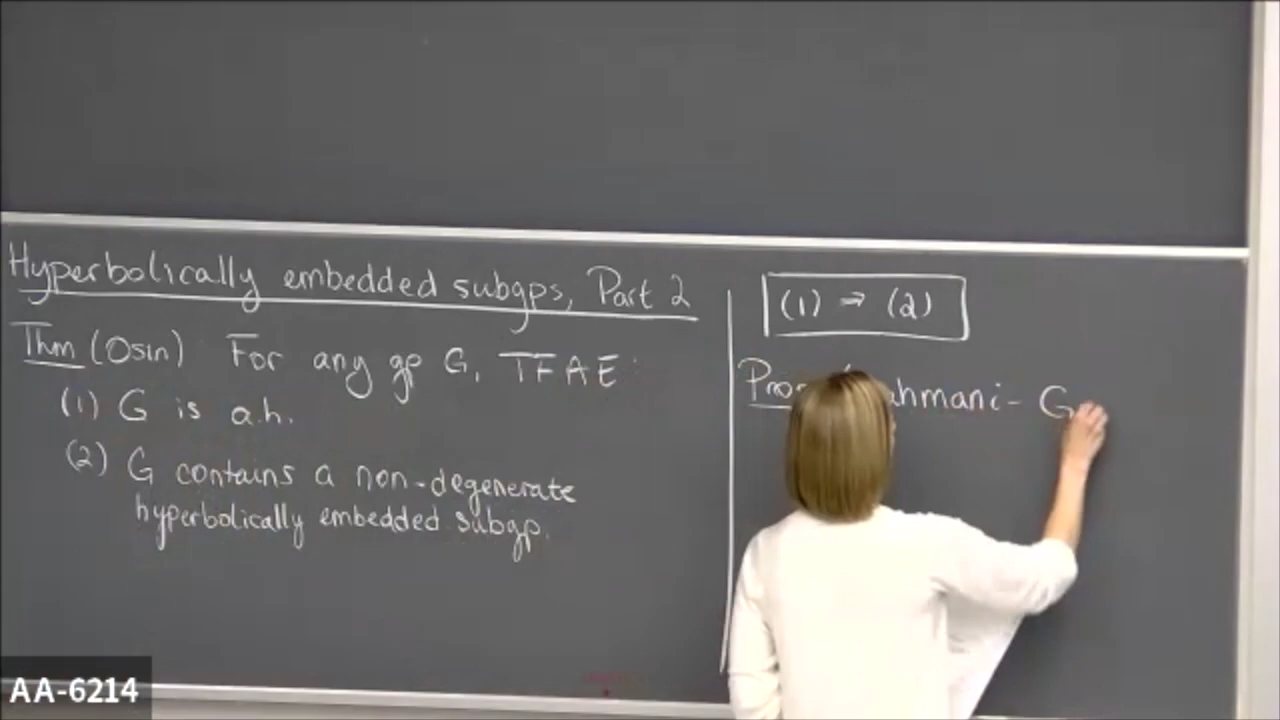 Hyperbolically embedded subgps, Part 2
Thm (Osin) For any gp G, TFAE:
(1) G is a.h.
(2) G contains a non-degenerate
hyperbolically embedded subgp.
(1) ⇒ (2)
ahmani- G
AA-6214